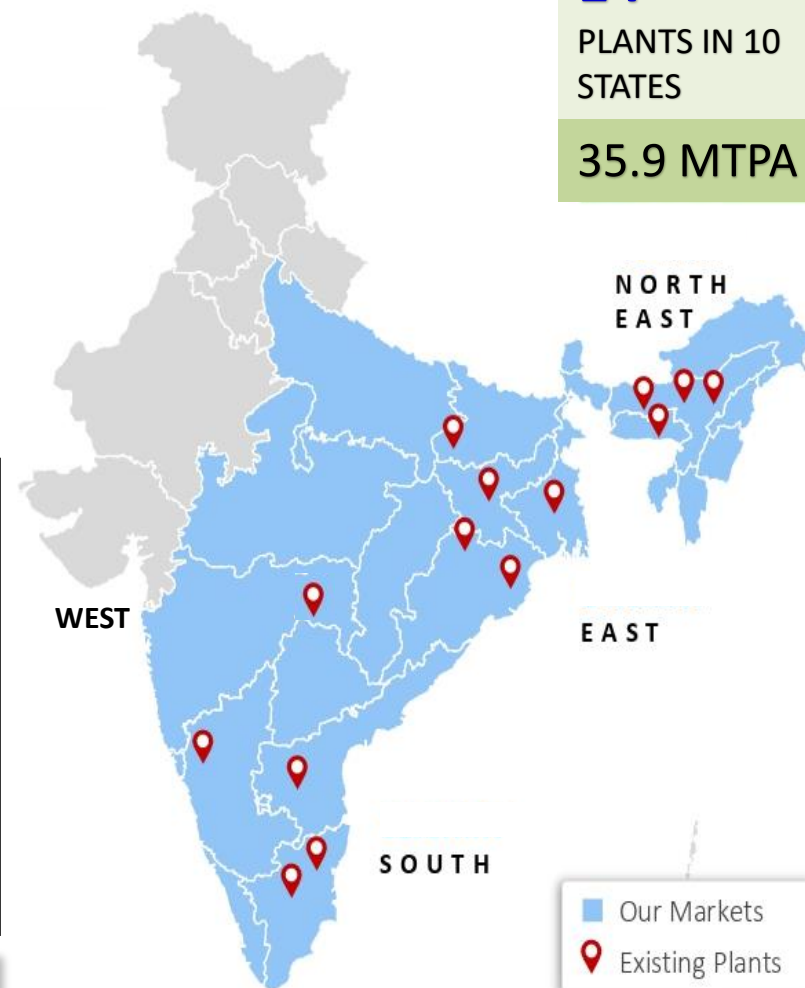 PLANTS IN 10
STATES
35.9 MTPA
NORTH
EAST
WEST
EAST
SOUTH
Our Markets
Existing Plants